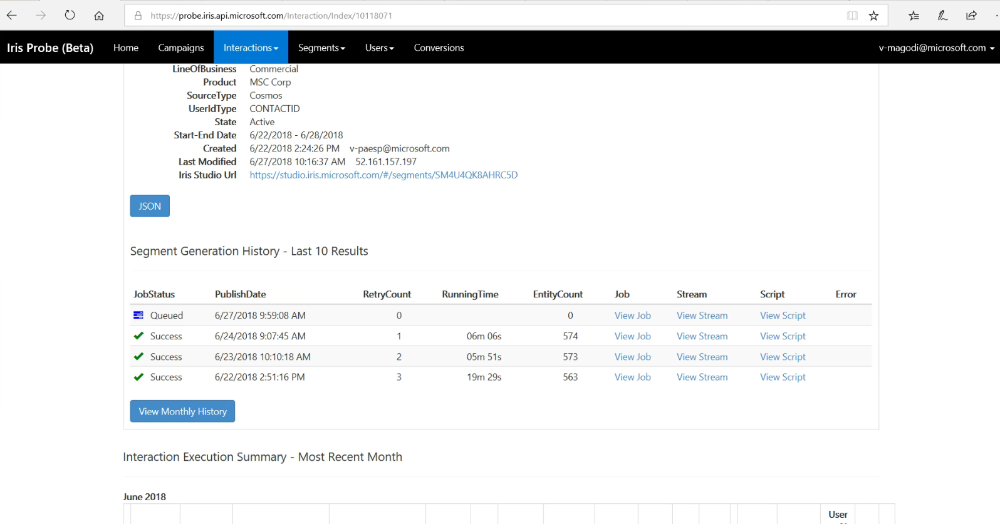 https://probe.iris.api.microsoft.com/Interaction/Index/10118071
Iris Probe (Beta) Home Campaigns Interactions Segments Users Conversions v-magodi@microsoft.com
LineOfBusiness Commercial
Product MSC Corp
SourceType Cosmos
UserIdType CONTACTID
State Active
Start-End Date 6/22/2018 - 6/28/2018
Created 6/22/2018 2:24:26 PM v-paesp@microsoft.com
Last Modified 6/27/2018 10:16:37 AM 52.161.157.197
Iris Studio Url https://studio.iris.microsoft.com/#/segments/SM4U4QK8AHRC5D
JSON
Segment Generation History - Last 10 Results
JobStatus PublishDate RetryCount RunningTime EntityCount Job Stream Script Error
Queued 6/27/2018 9:59:08 AM 0 0 View Job View Stream View Script
Success 6/24/2018 9:07:45 AM 1 06m 06s 574 View Job View Stream View Script
Success 6/23/2018 10:10:18 AM 2 05m 51s 573 View Job View Stream View Script
Success 6/22/2018 2:51:16 PM 3 19m 29s 563 View Job View Stream View Script
View Monthly History
Interaction Execution Summary - Most Recent Month
June 2018
User